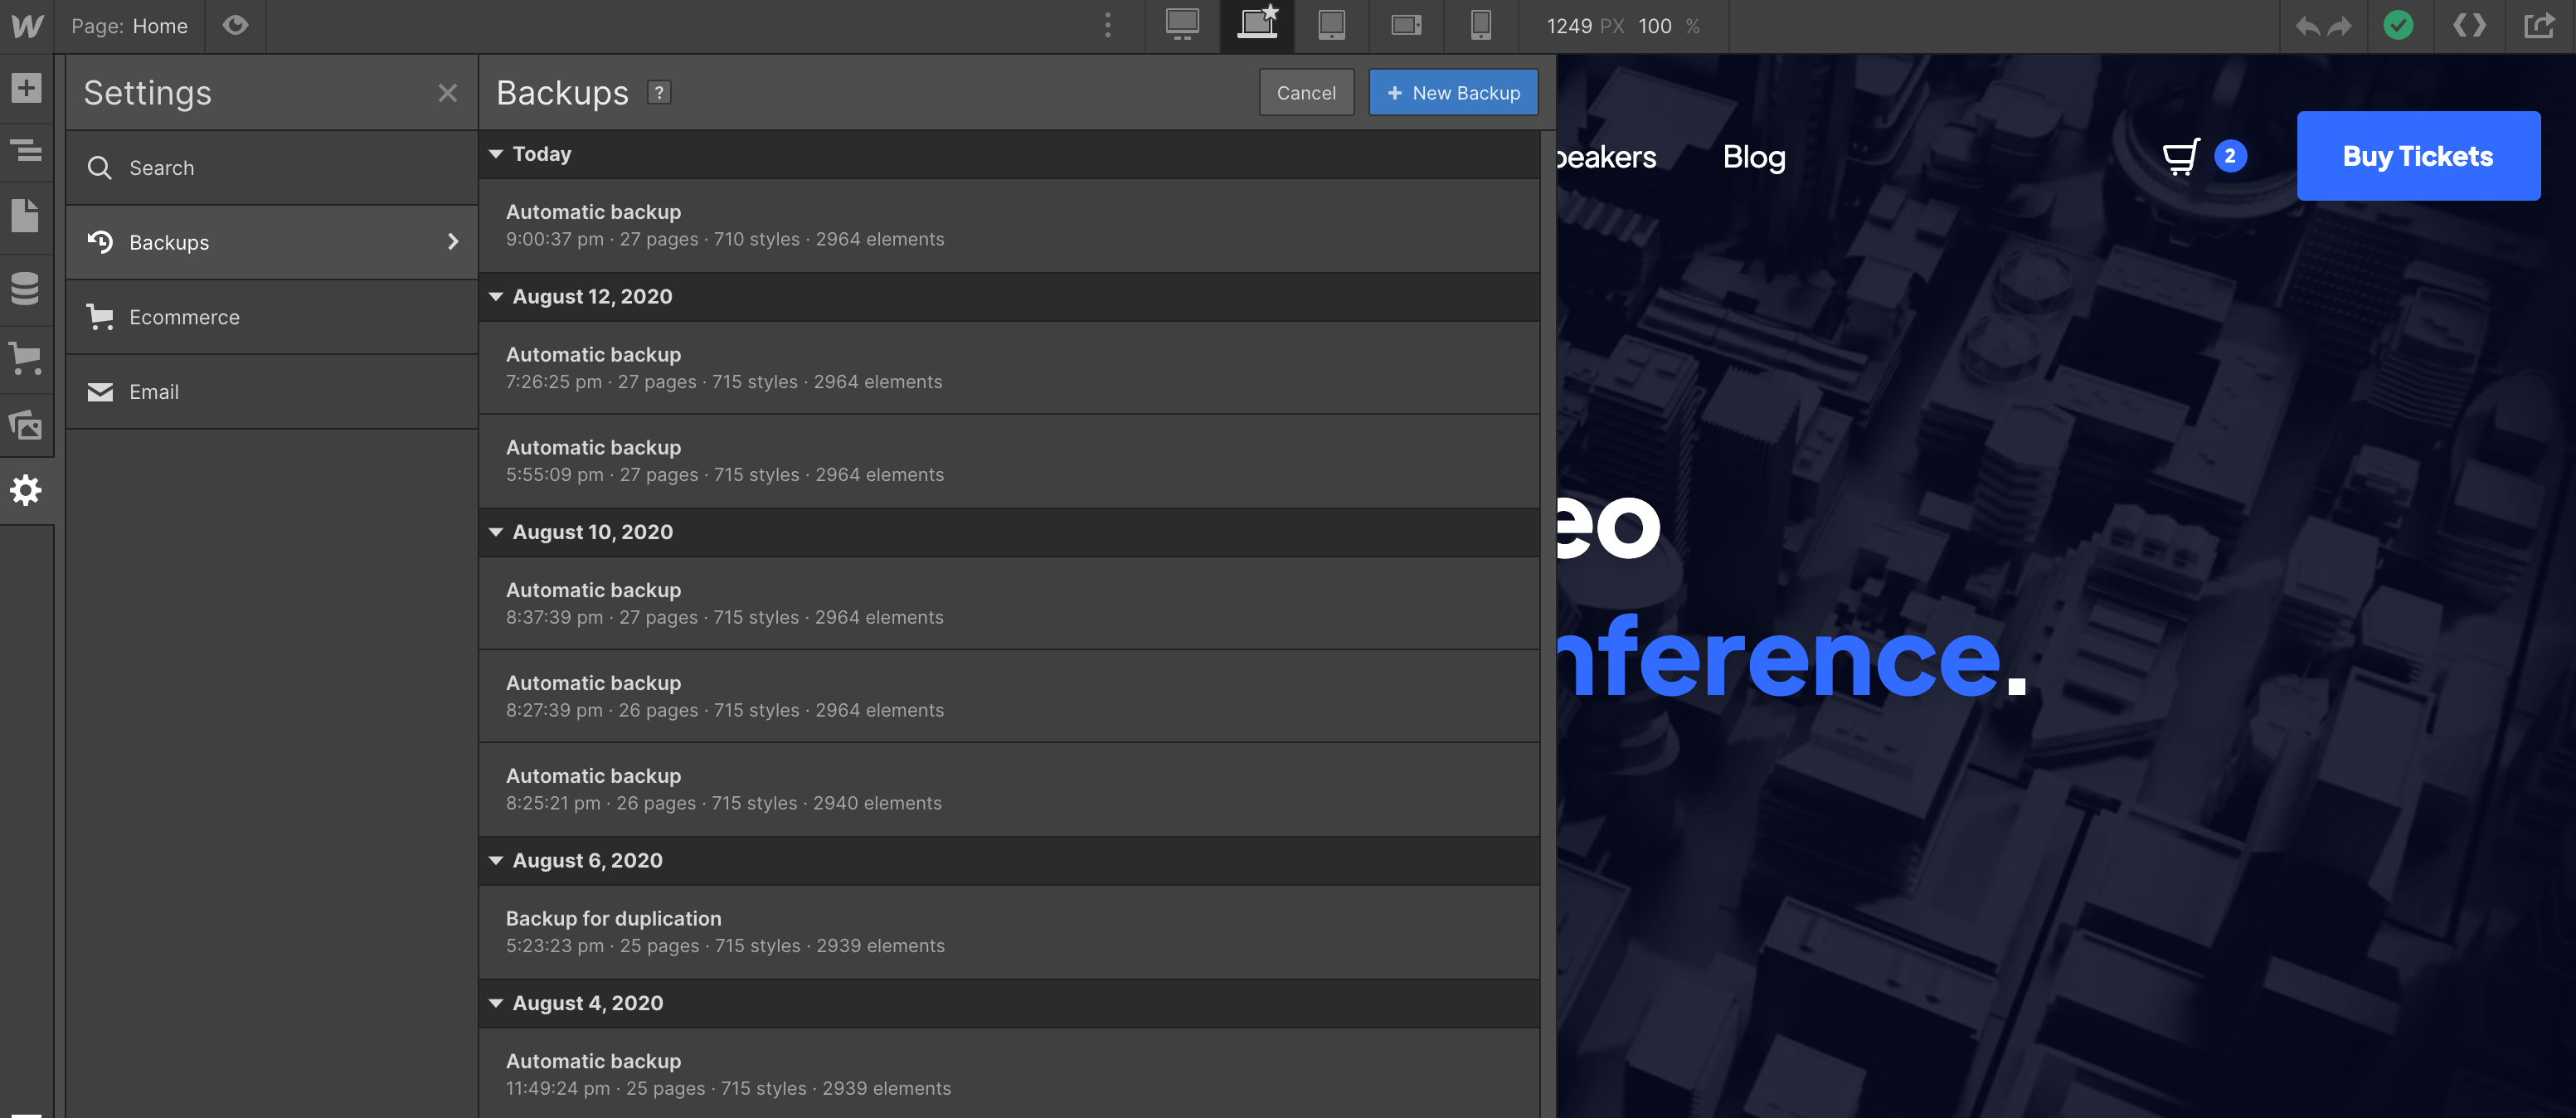 Page: Home
1249 PX 100 %
Settings
Search
Backups
Ecommerce
Email
Backups ?
Cancel
+ New Backup
Today
Automatic backup
9:00:37 pm · 27 pages · 710 styles · 2964 elements
August 12, 2020
Automatic backup
7:26:25 pm · 27 pages · 715 styles · 2964 elements
Automatic backup
5:55:09 pm · 27 pages · 715 styles · 2964 elements
August 10, 2020
Automatic backup
8:37:39 pm · 27 pages · 715 styles · 2964 elements
Automatic backup
8:27:39 pm · 26 pages · 715 styles · 2964 elements
Automatic backup
8:25:21 pm · 26 pages · 715 styles · 2940 elements
August 6, 2020
Backup for duplication
5:23:23 pm · 25 pages · 715 styles · 2939 elements
August 4, 2020
Automatic backup
11:49:24 pm · 25 pages · 715 styles · 2939 elements
peakers
Blog
2
Buy Tickets
eo
nference.